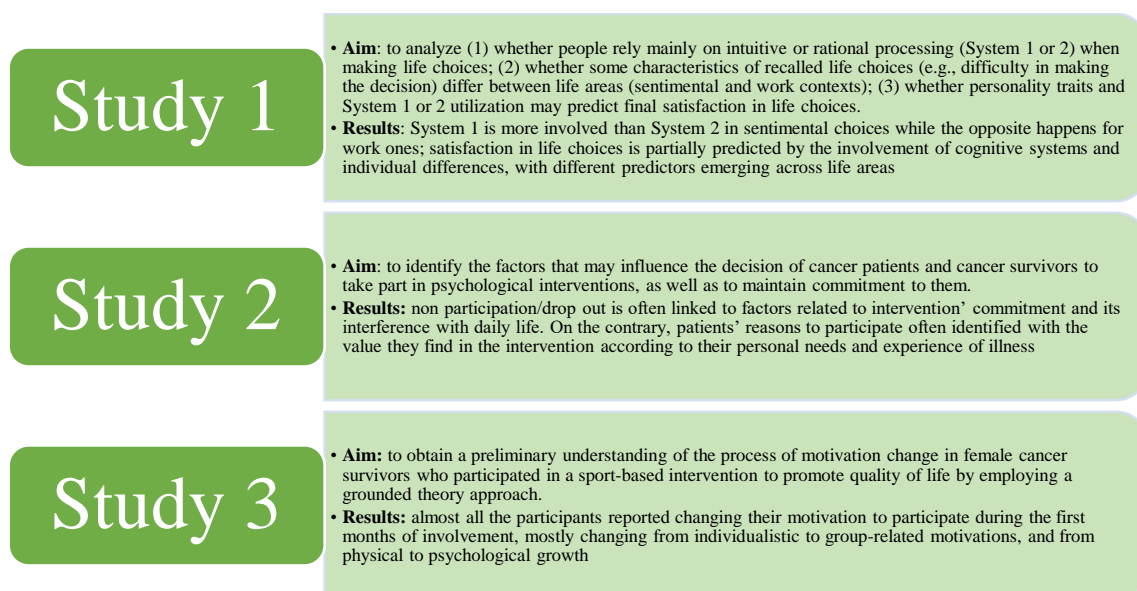 Study 1
• Aim: to analyze (1) whether people rely mainly on intuitive or rational processing (System 1 or 2) when
making life choices; (2) whether some characteristics of recalled life choices (e.g., difficulty in making
the decision) differ between life areas (sentimental and work contexts); (3) whether personality traits and
System 1 or 2 utilization may predict final satisfaction in life choices.
• Results: System 1 is more involved than System 2 in sentimental choices while the opposite happens for
work ones; satisfaction in life choices is partially predicted by the involvement of cognitive systems and
individual differences, with different predictors emerging across life areas
Study 2
• Aim: to identify the factors that may influence the decision of cancer patients and cancer survivors to
take part in psychological interventions, as well as to maintain commitment to them.
• Results: non participation/drop out is often linked to factors related to intervention’ commitment and its
interference with daily life. On the contrary, patients’ reasons to participate often identified with the
value they find in the intervention according to their personal needs and experience of illness
Study 3
• Aim: to obtain a preliminary understanding of the process of motivation change in female cancer
survivors who participated in a sport-based intervention to promote quality of life by employing a
grounded theory approach.
• Results: almost all the participants reported changing their motivation to participate during the first
months of involvement, mostly changing from individualistic to group-related motivations, and from
physical to psychological growth